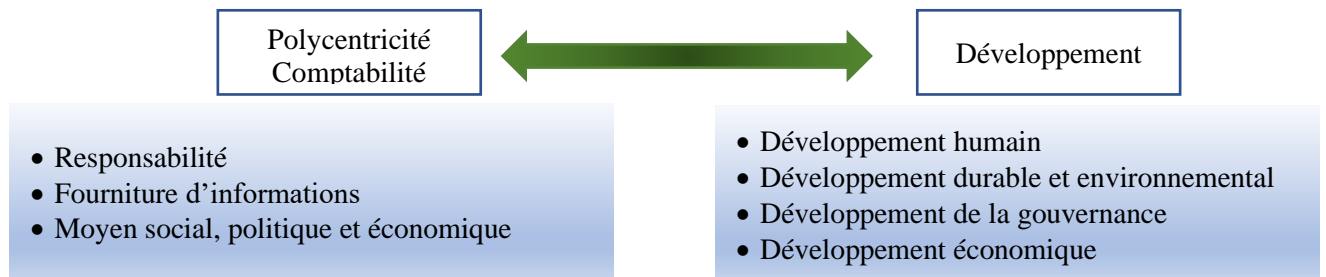 Polycentricité
Comptabilité
Développement
• Responsabilité
• Fourniture d’informations
• Moyen social, politique et économique
• Développement humain
• Développement durable et environnemental
• Développement de la gouvernance
• Développement économique